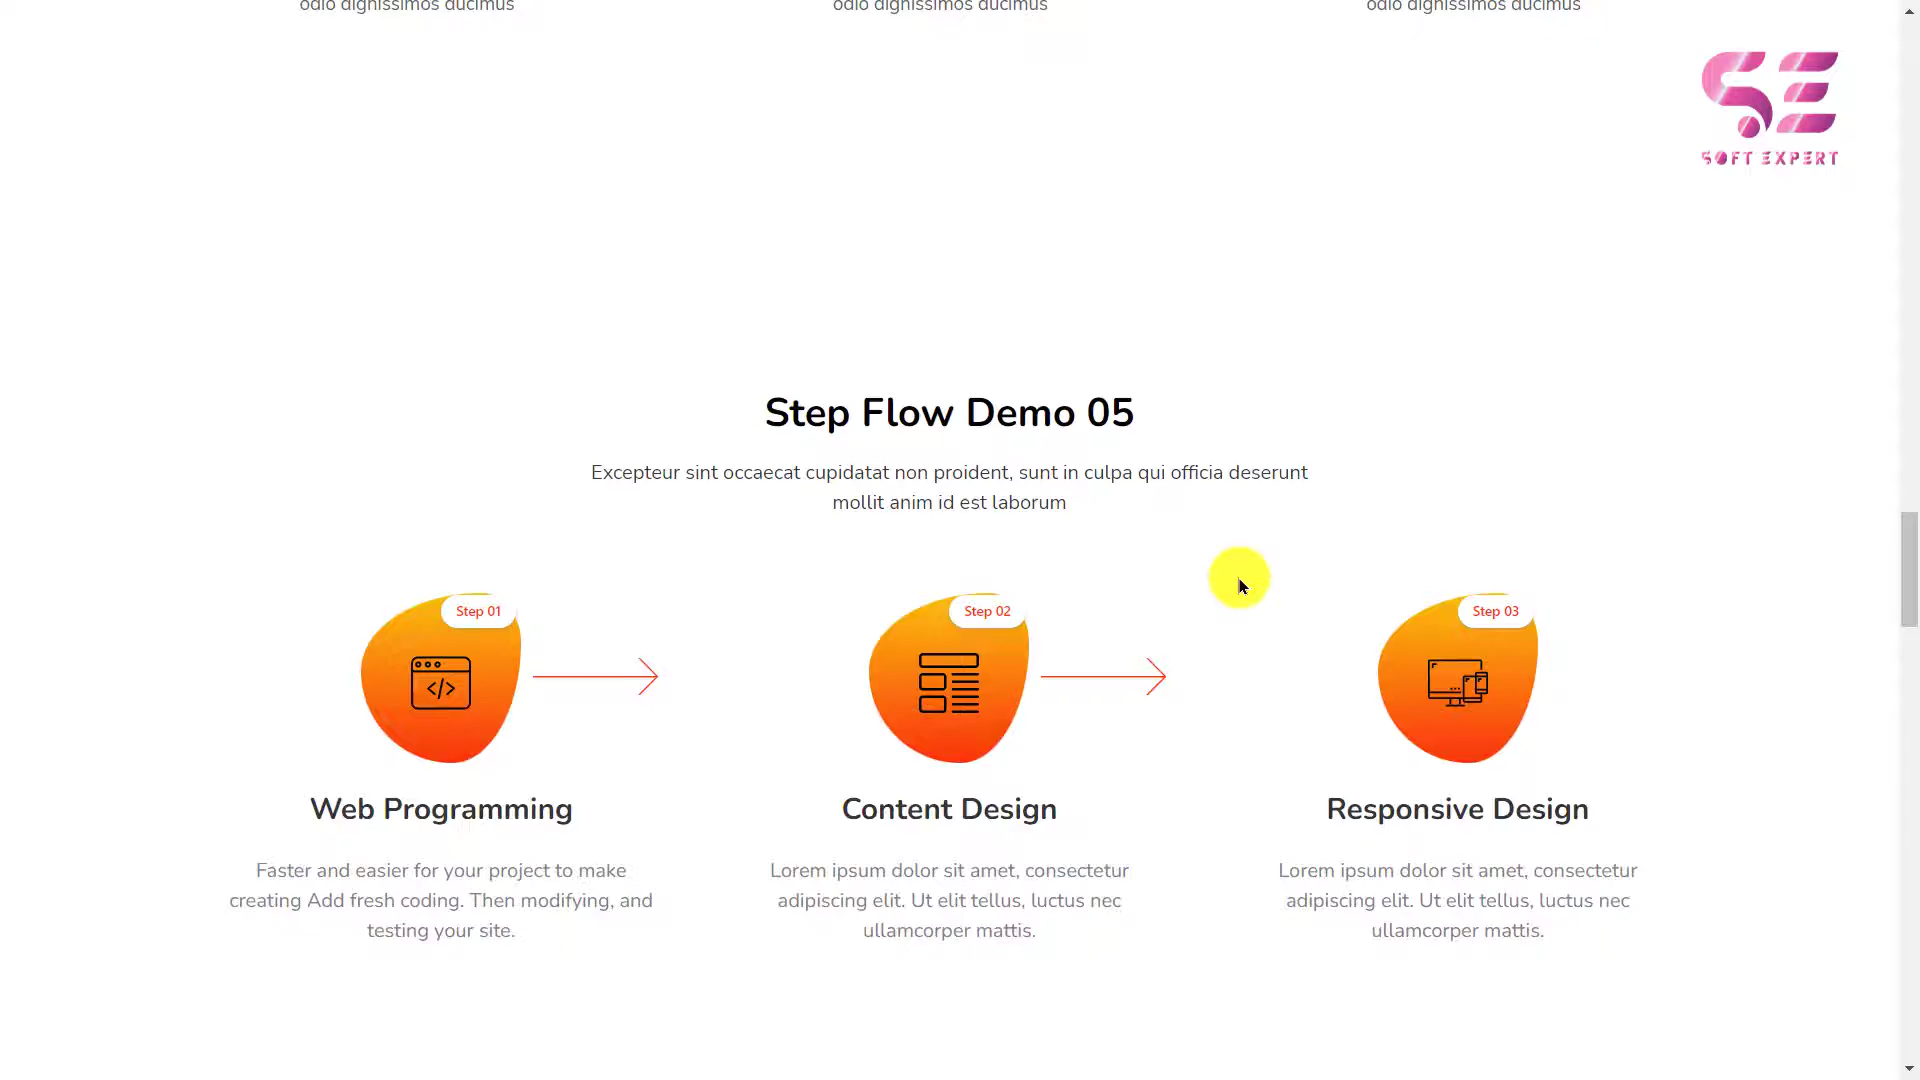 odio dignissimos ducimus
odio dignissimos ducimus
odio dignissimos ducimus
SOFT EXPERT
Step Flow Demo 05
Excepteur sint occaecat cupidatat non proident, sunt in culpa qui officia deserunt
mollit anim id est laborum
Step 01
Step 02
Step 03
Web Programming
Content Design
Responsive Design
Faster and easier for your project to make
creating Add fresh coding. Then modifying, and
testing your site.
Lorem ipsum dolor sit amet, consectetur
adipiscing elit. Ut elit tellus, luctus nec
ullamcorper mattis.
Lorem ipsum dolor sit amet, consectetur
adipiscing elit. Ut elit tellus, luctus nec
ullamcorper mattis.